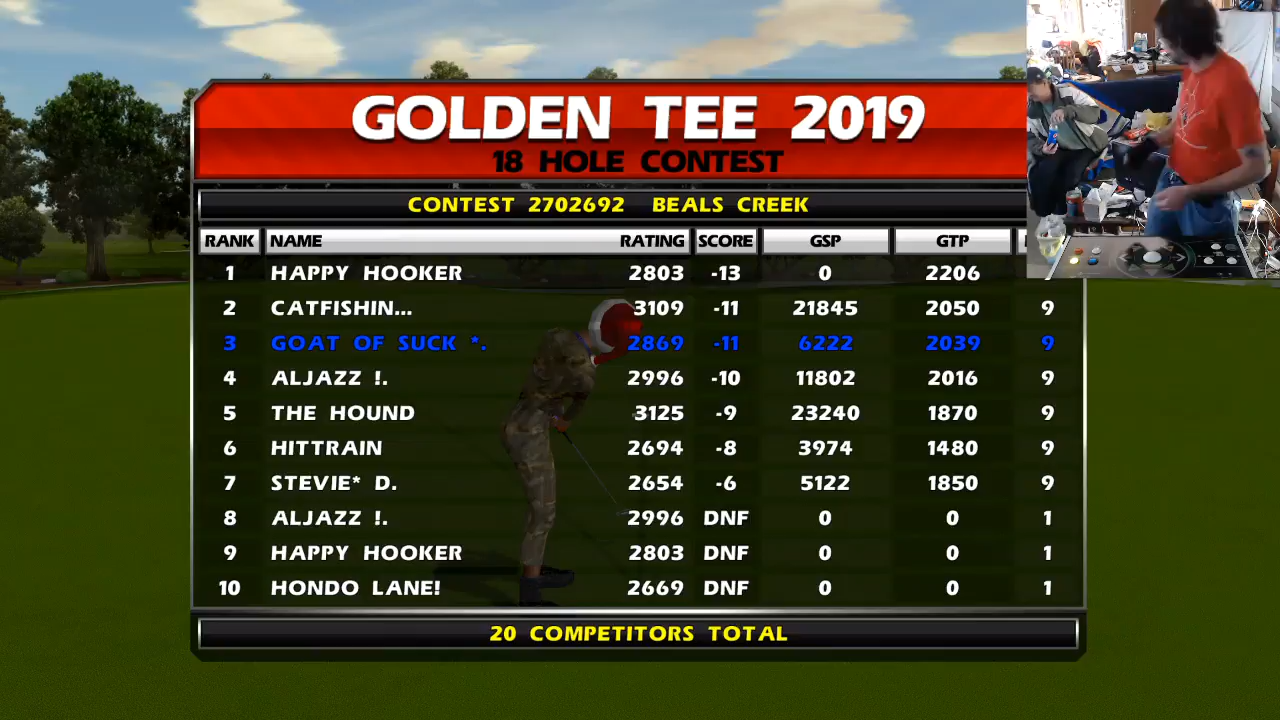 GOLDEN TEE 2019
18 HOLE CONTEST
CONTEST 2702692 BEALS CREEK
RANK NAME RATING SCORE GSP GTP
1 HAPPY HOOKER 2803 -13 0 2206
2 CATFISHIN... 3109 -11 21845 2050 9
3 GOAT OF SUCK *. 2869 -11 6222 2039 9
4 ALJAZZ !. 2996 -10 11802 2016 9
5 THE HOUND 3125 -9 23240 1870 9
6 HITTRAIN 2694 -8 3974 1480 9
7 STEVIE* D. 2654 -6 5122 1850 9
8 ALJAZZ !. 2996 DNF 0 0 1
9 HAPPY HOOKER 2803 DNF 0 0 1
10 HONDO LANE! 2669 DNF 0 0 1
20 COMPETITORS TOTAL